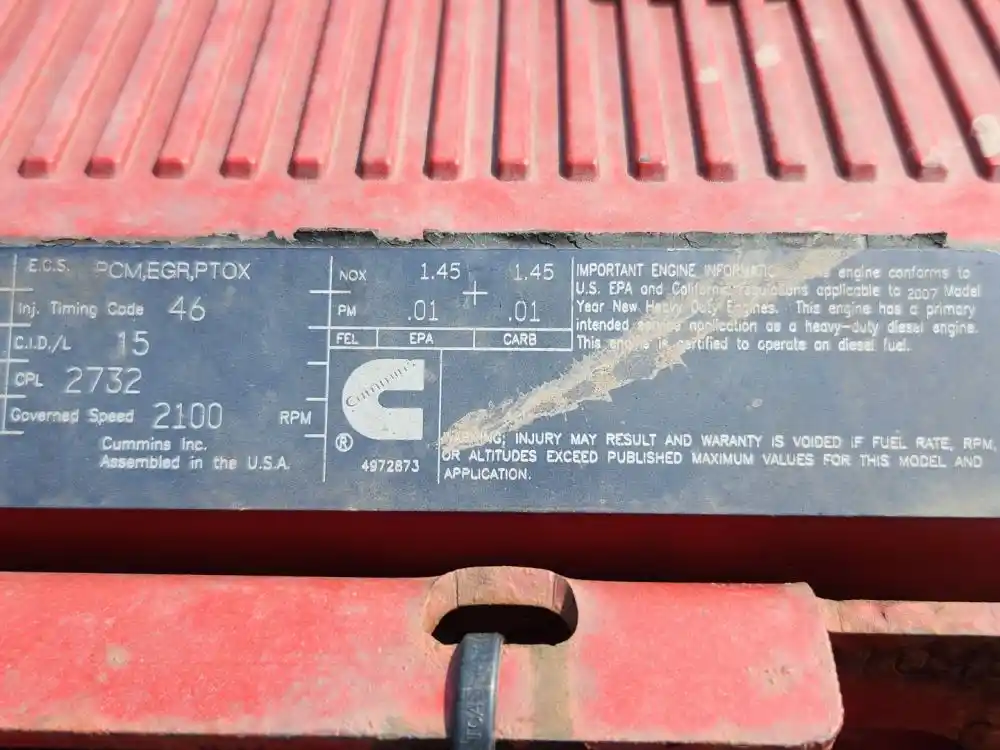 E.C.S. PCM,EGR,PTOX
Inj. Timing Code 46
C.I.D./L 15
CPL 2732
Governed Speed 2100 RPM
Cummins Inc.
Assembled in the U.S.A.
NOX 1.45 1.45
PM .01 .01
FEL EPA CARB
Cummins
®
4972873
IMPORTANT ENGINE engine conforms to
U.S. EPA and California regulations applicable to 2007 Model
Year New Heavy Duty Engines. This engine has a primary
intended service application as a heavy-duty diesel engine.
This engine is certified to operate on diesel fuel.
WARNING; INJURY MAY RESULT AND WARANTY IS VOIDED IF FUEL RATE, RPM,
OR ALTITUDES EXCEED PUBLISHED MAXIMUM VALUES FOR THIS MODEL AND
APPLICATION.